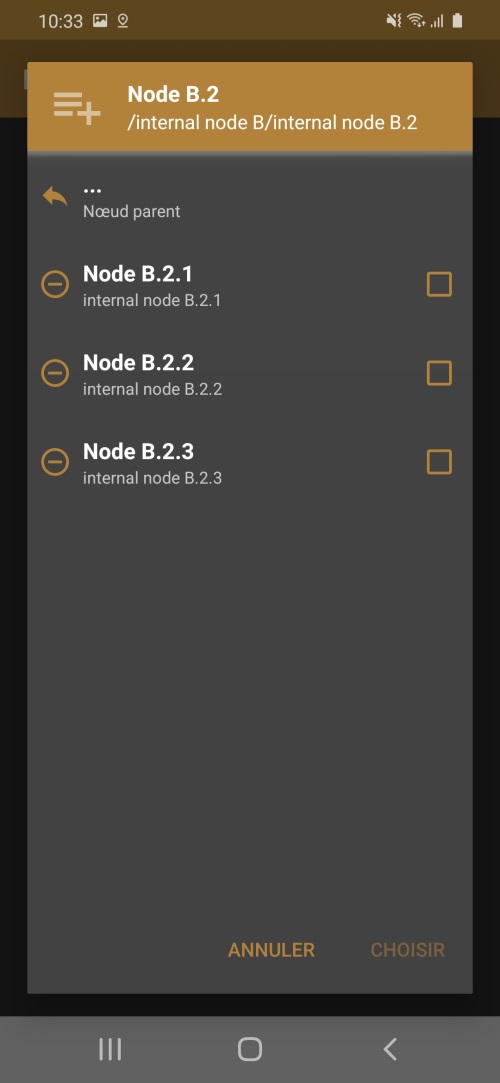 10:33
Node B.2
/internal node B/internal node B.2
...
Nœud parent
Node B.2.1
internal node B.2.1
Node B.2.2
internal node B.2.2
Node B.2.3
internal node B.2.3
ANNULER CHOISIR